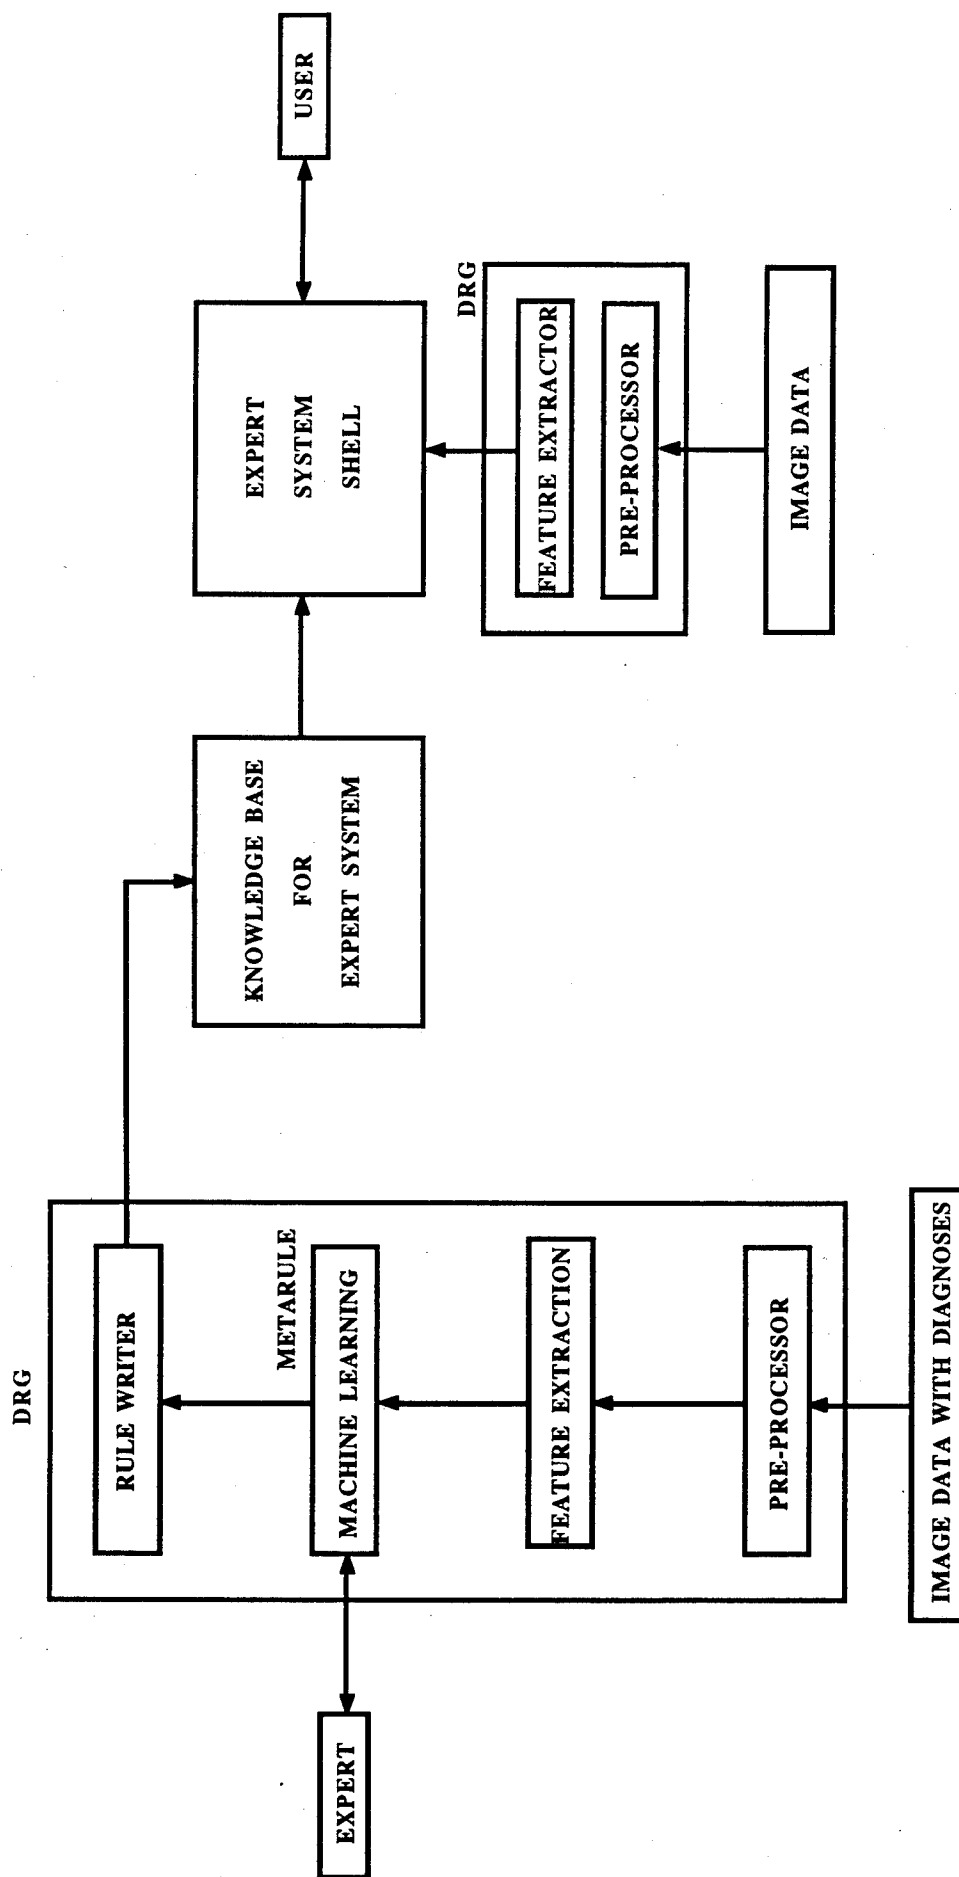 DRG
RULE WRITER
METARULE
MACHINE LEARNING
EXPERT
FEATURE EXTRACTION
PRE-PROCESSOR
IMAGE DATA WITH DIAGNOSES
KNOWLEDGE BASE
FOR
EXPERT SYSTEM
EXPERT
SYSTEM
SHELL
USER
DRG
FEATURE EXTRACTOR
PRE-PROCESSOR
IMAGE DATA